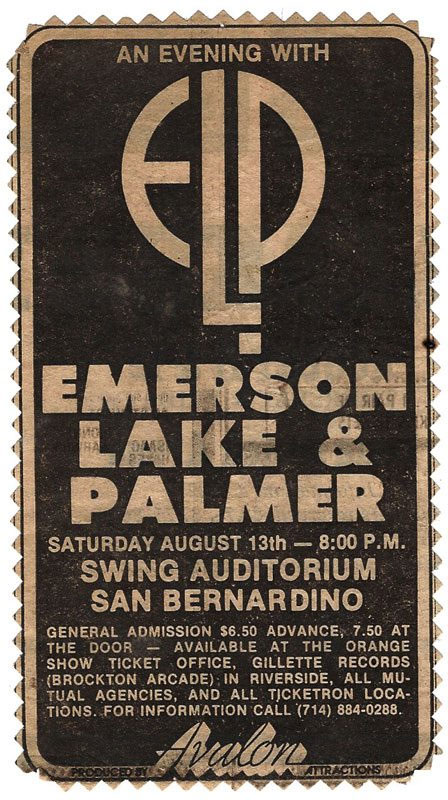 AN EVENING WITH
ELP
EMERSON
LAKE &
PALMER
SATURDAY AUGUST 13th — 8:00 P.M.
SWING AUDITORIUM
SAN BERNARDINO
GENERAL ADMISSION $6.50 ADVANCE, 7.50 AT
THE DOOR — AVAILABLE AT THE ORANGE
SHOW TICKET OFFICE, GILLETTE RECORDS
(BROCKTON ARCADE) IN RIVERSIDE, ALL MU-
TUAL AGENCIES, AND ALL TICKETRON LOCA-
TIONS. FOR INFORMATION CALL (714) 884-0288.
PRODUCED BY Avalon ATTRACTIONS